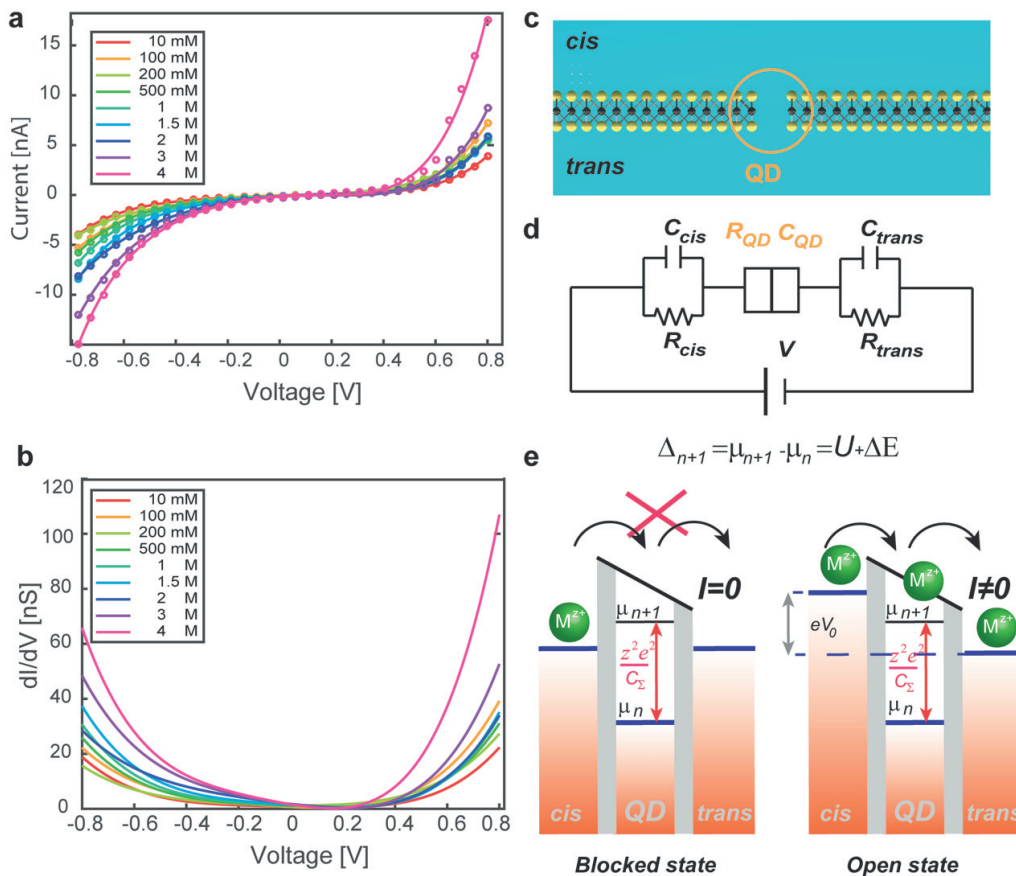 a
Current [nA]
15
10
5
0
-5
-10
10 mM
100 mM
200 mM
500 mM
1 M
1.5 M
2 M
3 M
4 M
-0.8 -0.6 -0.4 -0.2 0 0.2 0.4 0.6 0.8
Voltage [V]
b
dI/dV [nS]
120
100
80
60
40
20
0
10 mM
100 mM
200 mM
500 mM
1 M
1.5 M
2 M
3 M
4 M
-0.8 -0.6 -0.4 -0.2 0 0.2 0.4 0.6 0.8
Voltage [V]
c
cis
trans
QD
d
C_cis R_QD C_QD C_trans
R_cis V R_trans
Δ_{n+1} = μ_{n+1} - μ_n = U + ΔE
e
I=0
M^{z+}
μ_{n+1}
z²e²
C_Σ
μ_n
cis QD trans
Blocked state
I≠0
M^{z+}
M^{z+}
M^{z+}
eV_0
μ_{n+1}
z²e²
C_Σ
μ_n
cis QD trans
Open state